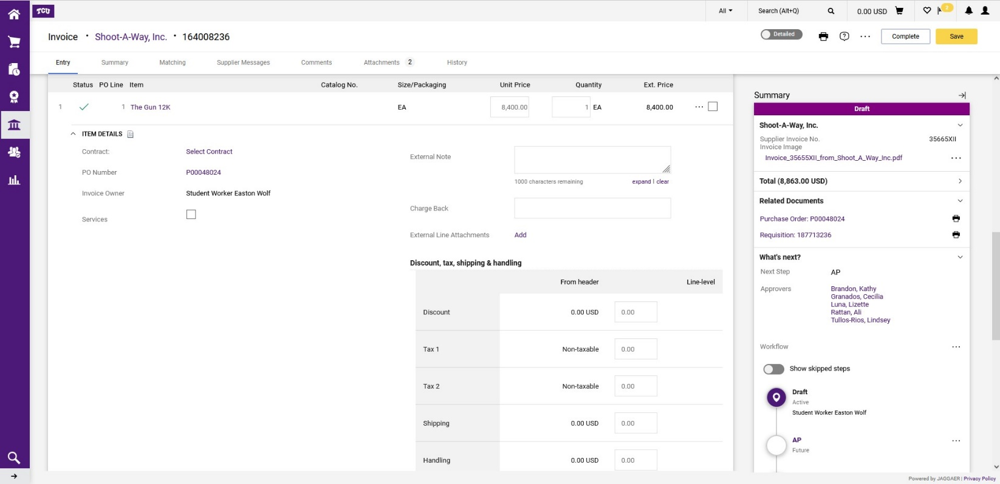 TCU
All
Search (Alt+Q)
0.00 USD
2
Invoice • Shoot-A-Way, Inc. • 164008236
Detailed
Complete
Save
Entry
Summary
Matching
Supplier Messages
Comments
Attachments 2
History
Status PO Line Item Catalog No. Size/Packaging Unit Price Quantity Ext. Price
1 1 The Gun 12K EA 8,400.00 1 EA 8,400.00 ...
ITEM DETAILS
Contract: Select Contract
PO Number P00048024
Invoice Owner Student Worker Easton Wolf
Services
External Note
1000 characters remaining expand | clear
Charge Back
External Line Attachments Add
Discount, tax, shipping & handling
From header Line-level
Discount 0.00 USD 0.00
Tax 1 Non-taxable 0.00
Tax 2 Non-taxable 0.00
Shipping 0.00 USD 0.00
Handling 0.00 USD 0.00
Summary
Draft
Shoot-A-Way, Inc.
Supplier Invoice No. 35665XII
Invoice Image
Invoice_35655XII_from_Shoot_A_Way_Inc.pdf ...
Total (8,863.00 USD)
Related Documents
Purchase Order: P00048024
Requisition: 187713236
What's next?
Next Step AP
Approvers Brandon, Kathy
Granados, Cecilia
Luna, Lizette
Rattan, Ali
Tullos-Rios, Lindsey
Workflow ...
Show skipped steps
Draft
Active
Student Worker Easton Wolf
AP ...
Future
Powered by JAGGAER | Privacy Policy